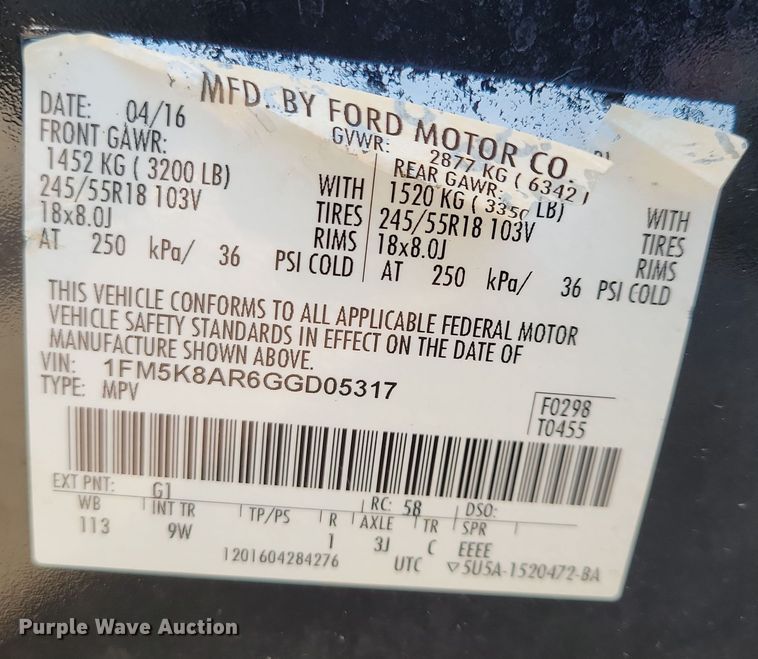 MFD. BY FORD MOTOR CO.
DATE: 04/16
GVWR: 2877 KG ( 6342
FRONT GAWR:
1452 KG ( 3200 LB) WITH
245/55R18 103V TIRES
18x8.0J RIMS
AT 250 kPa/ 36 PSI COLD
REAR GAWR:
1520 KG ( 3350 LB) WITH
245/55R18 103V TIRES
18x8.0J RIMS
AT 250 kPa/ 36 PSI COLD
THIS VEHICLE CONFORMS TO ALL APPLICABLE FEDERAL MOTOR
VEHICLE SAFETY STANDARDS IN EFFECT ON THE DATE OF
MANUFACTURE SHOWN ABOVE.
VIN: 1FM5K8AR6GGD05317
TYPE: MPV
F0298
T0455
EXT PNT: G1 RC: 58 DSO:
WB INT TR TP/PS R AXLE TR SPR
113 9W 1 3J C EEEE
1201604284276 UTC ▽5U5A-1520472-BA
Purple Wave Auction